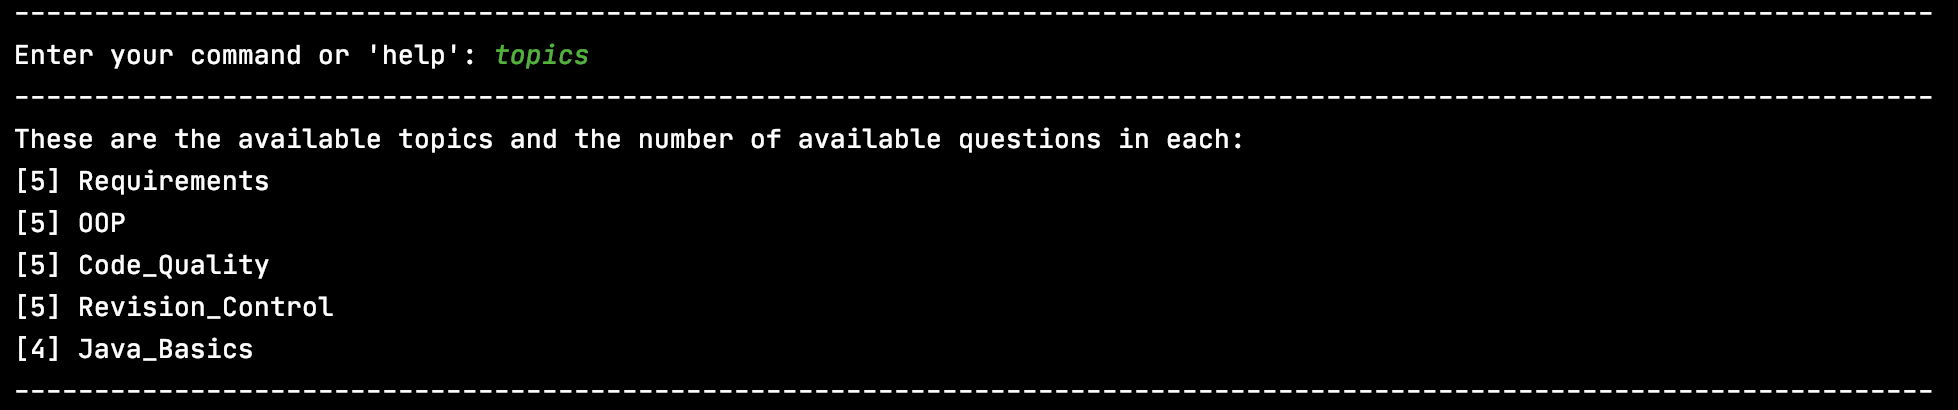 ------------------------------------------------------------------------------------------------------------------------
Enter your command or 'help': topics
------------------------------------------------------------------------------------------------------------------------
These are the available topics and the number of available questions in each:
[5] Requirements
[5] OOP
[5] Code_Quality
[5] Revision_Control
[4] Java_Basics
------------------------------------------------------------------------------------------------------------------------